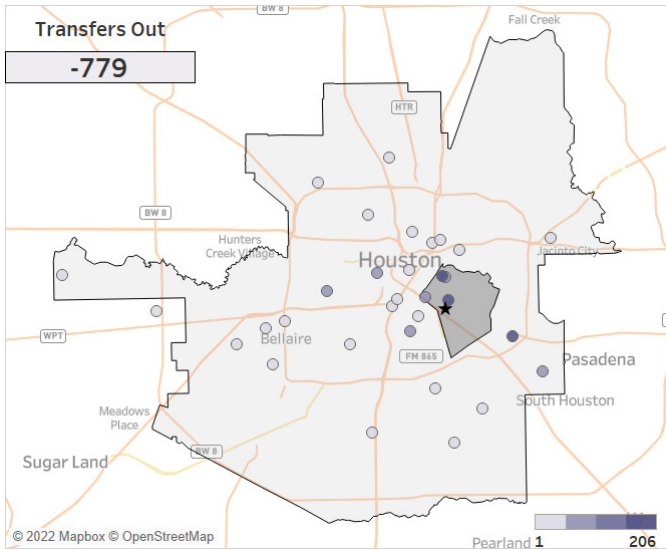 BW 8
Fall Creek
Transfers Out
-779
HTR
BW 8
Hunters
Creek Village
Jacinto City
Houston
WPT
Bellaire
FM 865
Pasadena
South Houston
Meadows
Place
BW 8
Sugar Land
© 2022 Mapbox © OpenStreetMap
Pearland
1
206